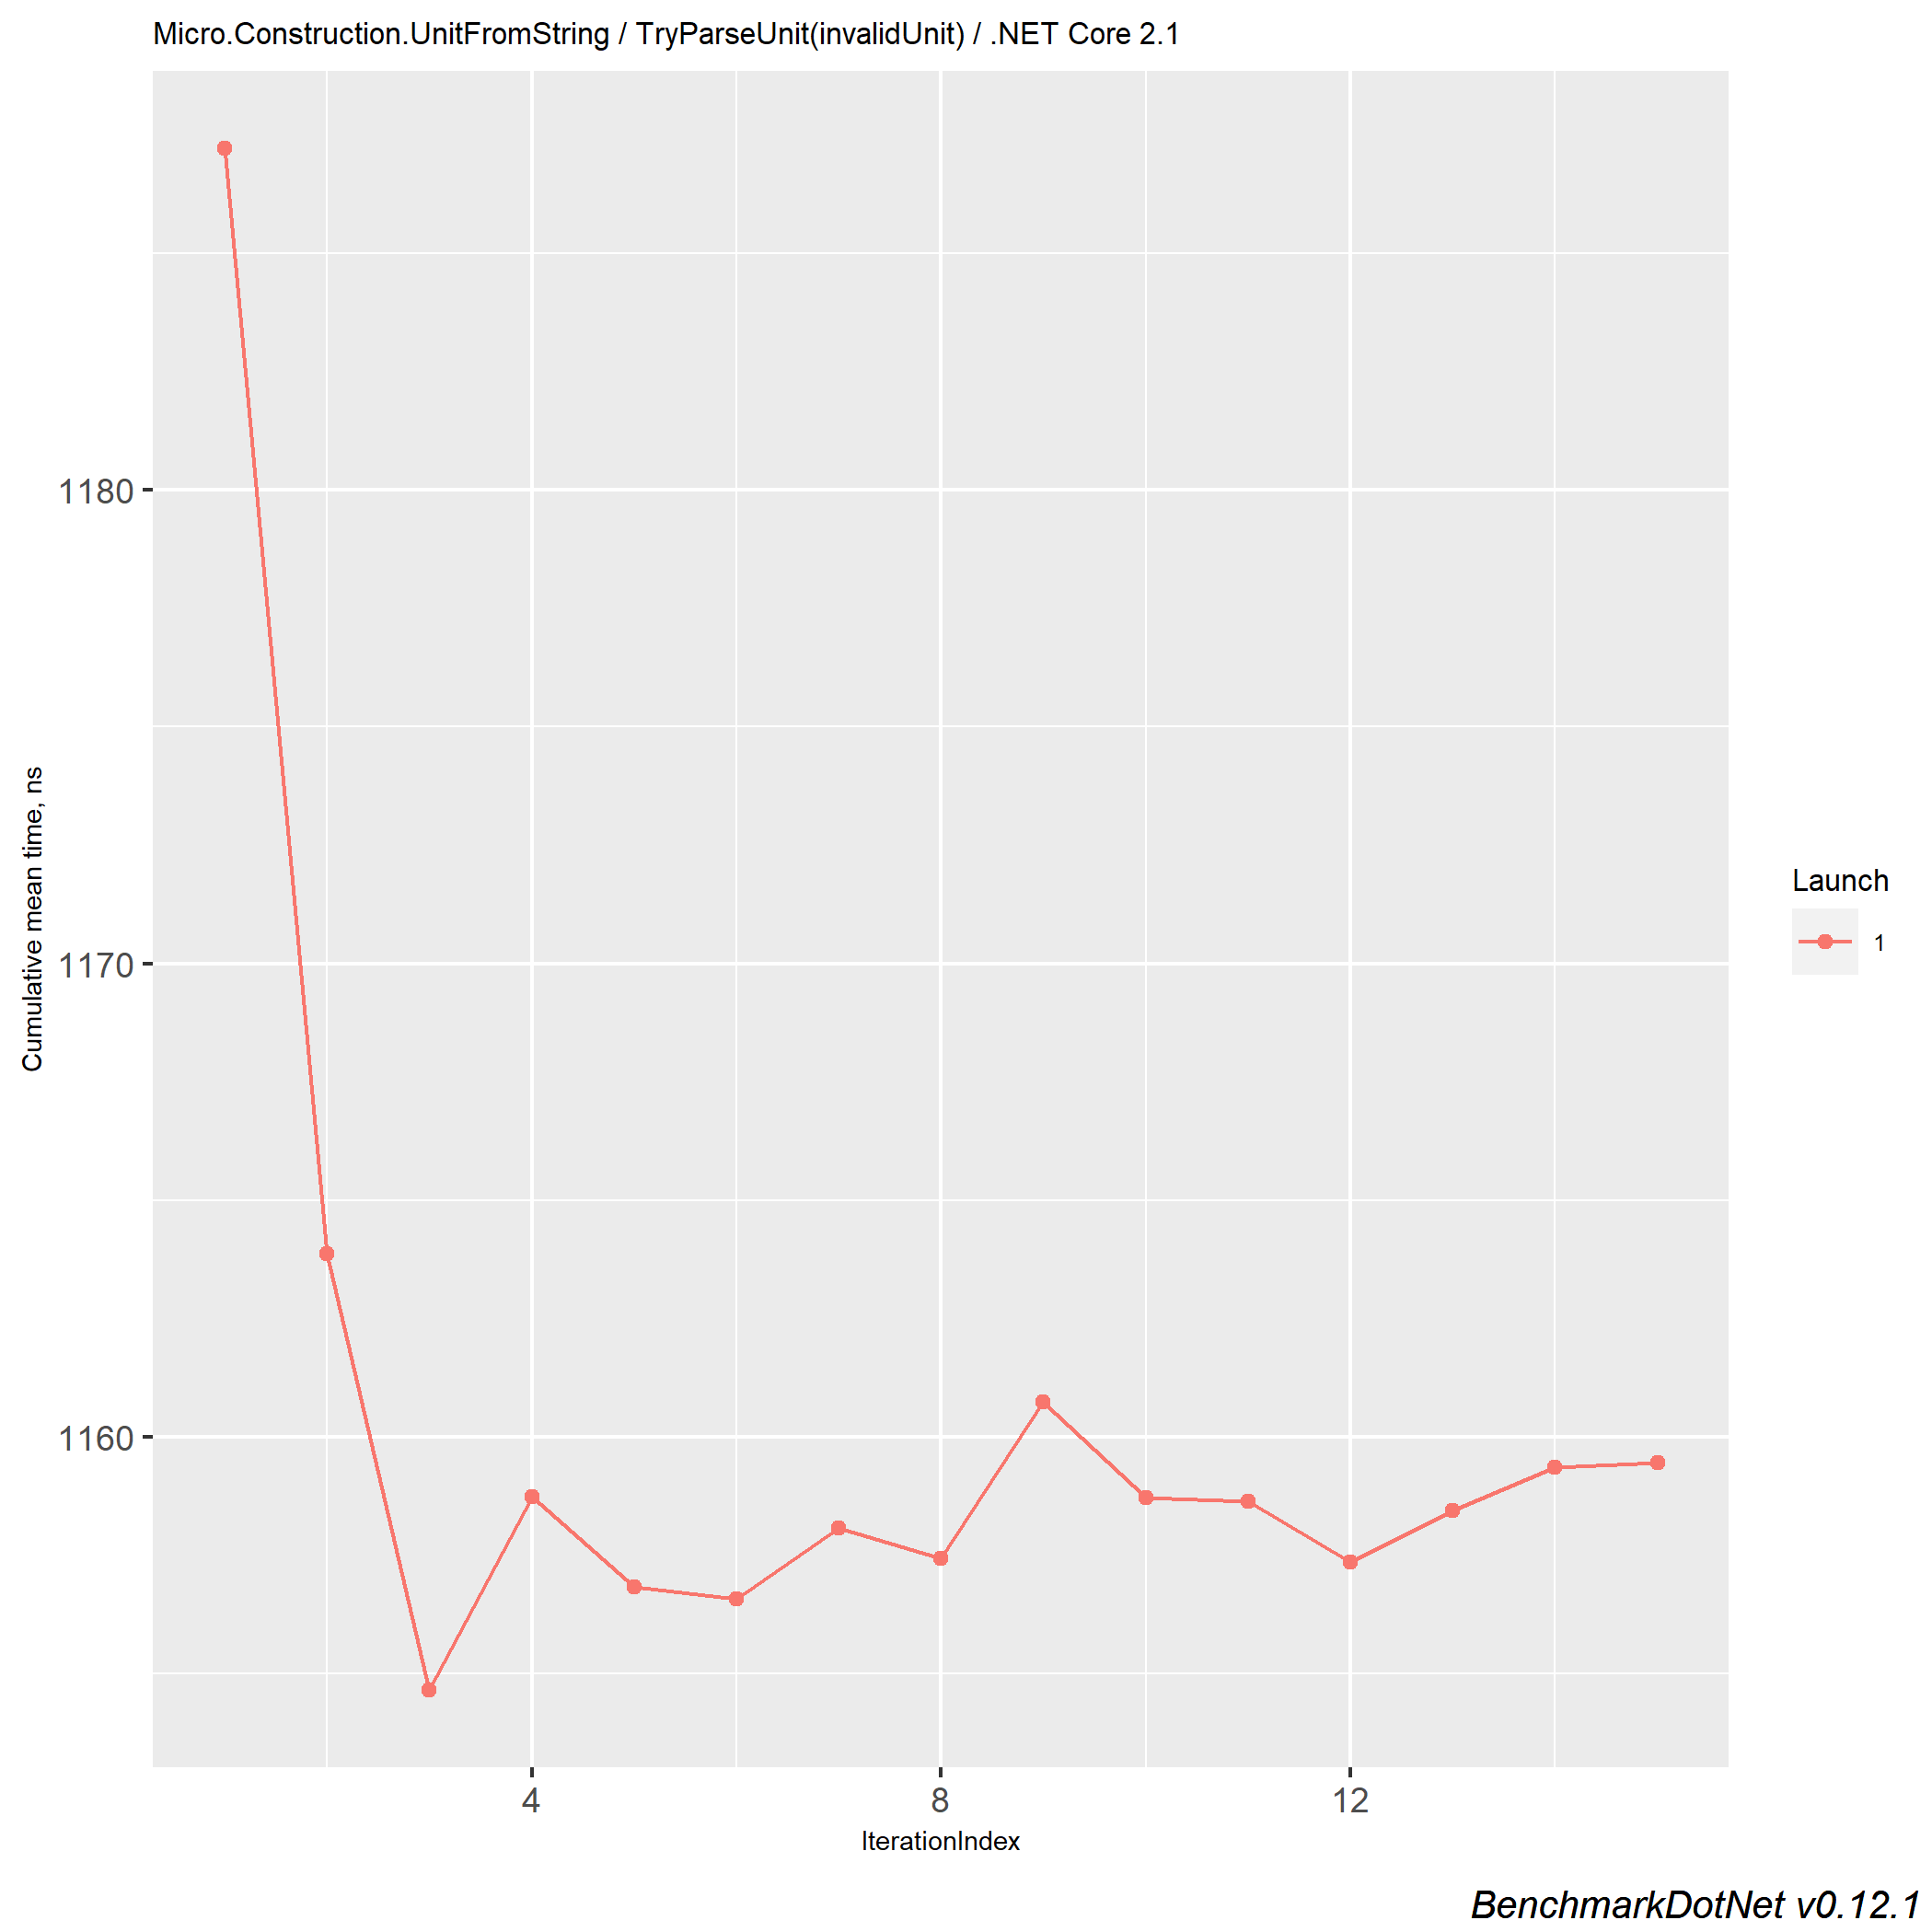 Micro.Construction.UnitFromString / TryParseUnit(invalidUnit) / .NET Core 2.1
Cumulative mean time, ns
1180
1170
1160
4
8
12
IterationIndex
Launch
1
BenchmarkDotNet v0.12.1